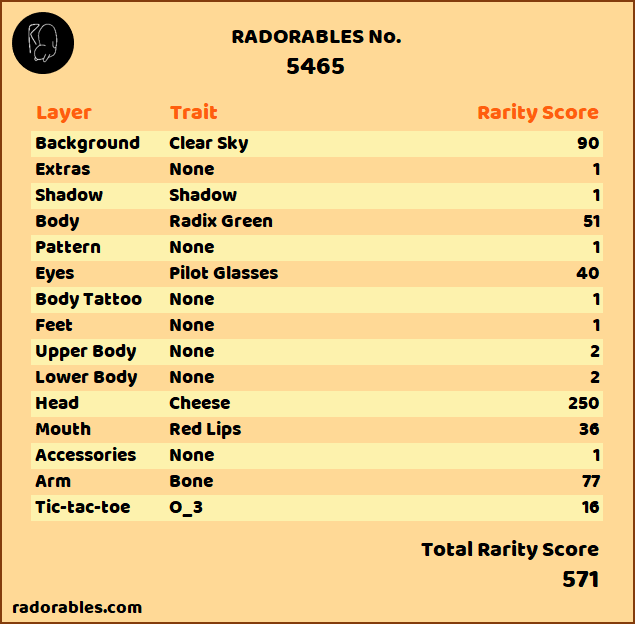 RADORABLES No.
5465
Layer Trait Rarity Score
Background Clear Sky 90
Extras None 1
Shadow Shadow 1
Body Radix Green 51
Pattern None 1
Eyes Pilot Glasses 40
Body Tattoo None 1
Feet None 1
Upper Body None 2
Lower Body None 2
Head Cheese 250
Mouth Red Lips 36
Accessories None 1
Arm Bone 77
Tic-tac-toe O_3 16
Total Rarity Score
571
radorables.com